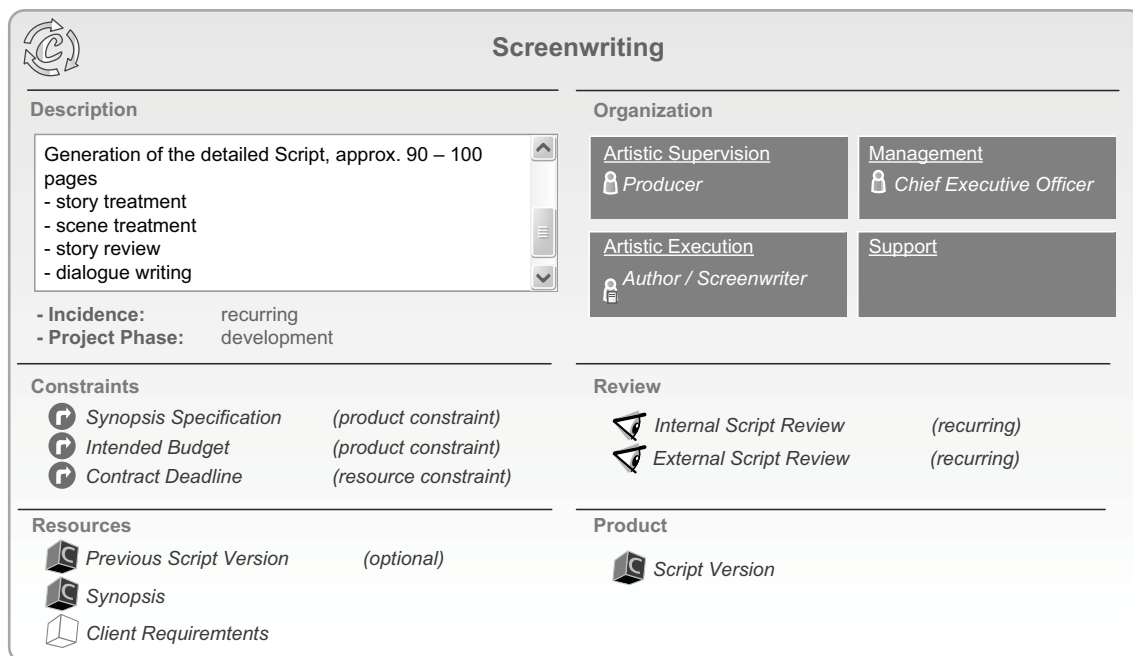 Screenwriting
Description
Generation of the detailed Script, approx. 90 – 100
pages
- story treatment
- scene treatment
- story review
- dialogue writing
- Incidence: recurring
- Project Phase: development
Organization
Artistic Supervision
Producer
Management
Chief Executive Officer
Artistic Execution
Author / Screenwriter
Support
Constraints
Synopsis Specification (product constraint)
Intended Budget (product constraint)
Contract Deadline (resource constraint)
Review
Internal Script Review (recurring)
External Script Review (recurring)
Resources
Previous Script Version (optional)
Synopsis
Client Requiremtents
Product
Script Version